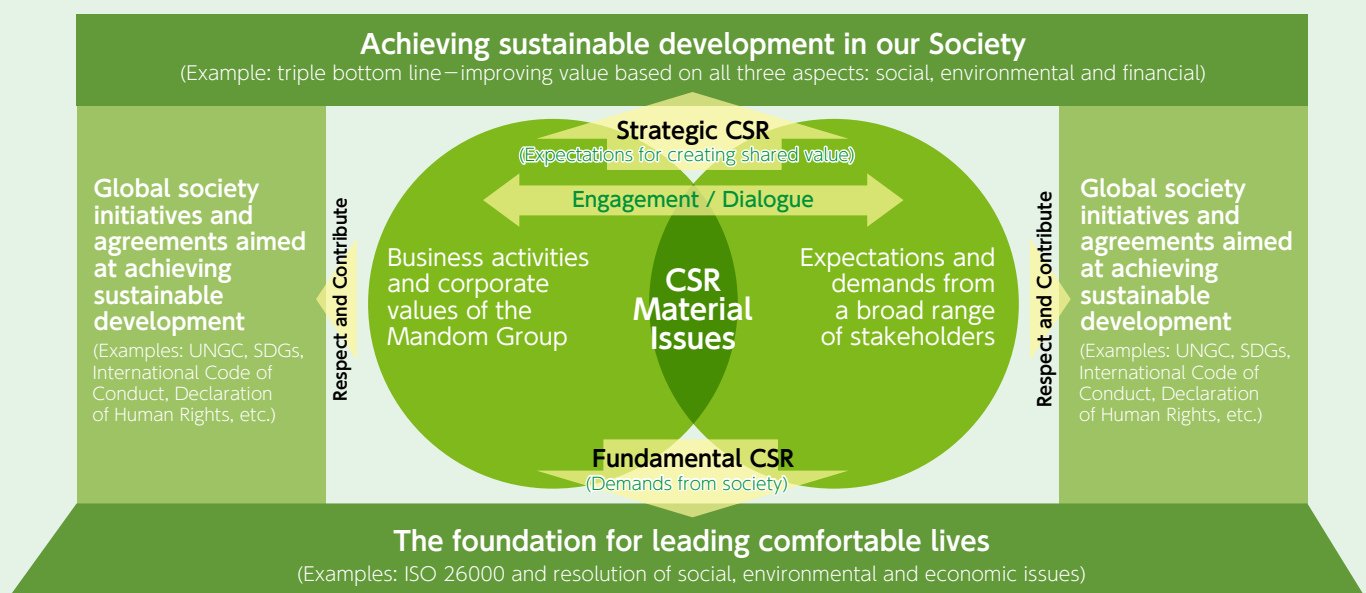 Achieving sustainable development in our Society
(Example: triple bottom line－improving value based on all three aspects: social, environmental and financial)
Global society
initiatives and
agreements aimed
at achieving
sustainable
development
(Examples: UNGC, SDGs,
International Code of
Conduct, Declaration
of Human Rights, etc.)
Respect and Contribute
Strategic CSR
(Expectations for creating shared value)
Engagement / Dialogue
Business activities
and corporate
values of the
Mandom Group
CSR
Material
Issues
Expectations and
demands from
a broad range
of stakeholders
Fundamental CSR
(Demands from society)
Respect and Contribute
Global society
initiatives and
agreements aimed
at achieving
sustainable
development
(Examples: UNGC, SDGs,
International Code of
Conduct, Declaration
of Human Rights, etc.)
The foundation for leading comfortable lives
(Examples: ISO 26000 and resolution of social, environmental and economic issues)